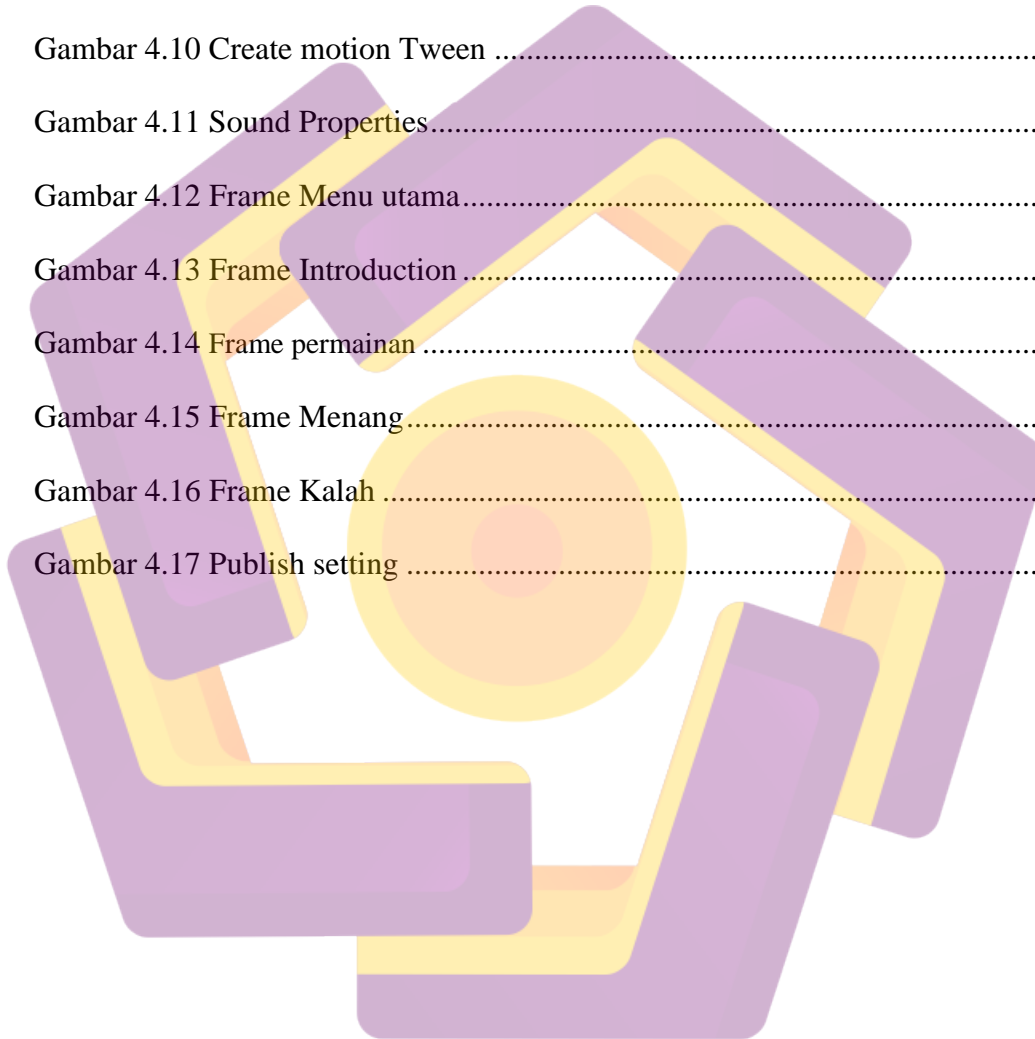 Gambar 4.10 Create motion Tween ....................................................................
Gambar 4.11 Sound Properties............................................................................
Gambar 4.12 Frame Menu utama........................................................................
Gambar 4.13 Frame Introduction ........................................................................
Gambar 4.14 Frame permainan .............................................................................
Gambar 4.15 Frame Menang...............................................................................
Gambar 4.16 Frame Kalah ..................................................................................
Gambar 4.17 Publish setting ...............................................................................